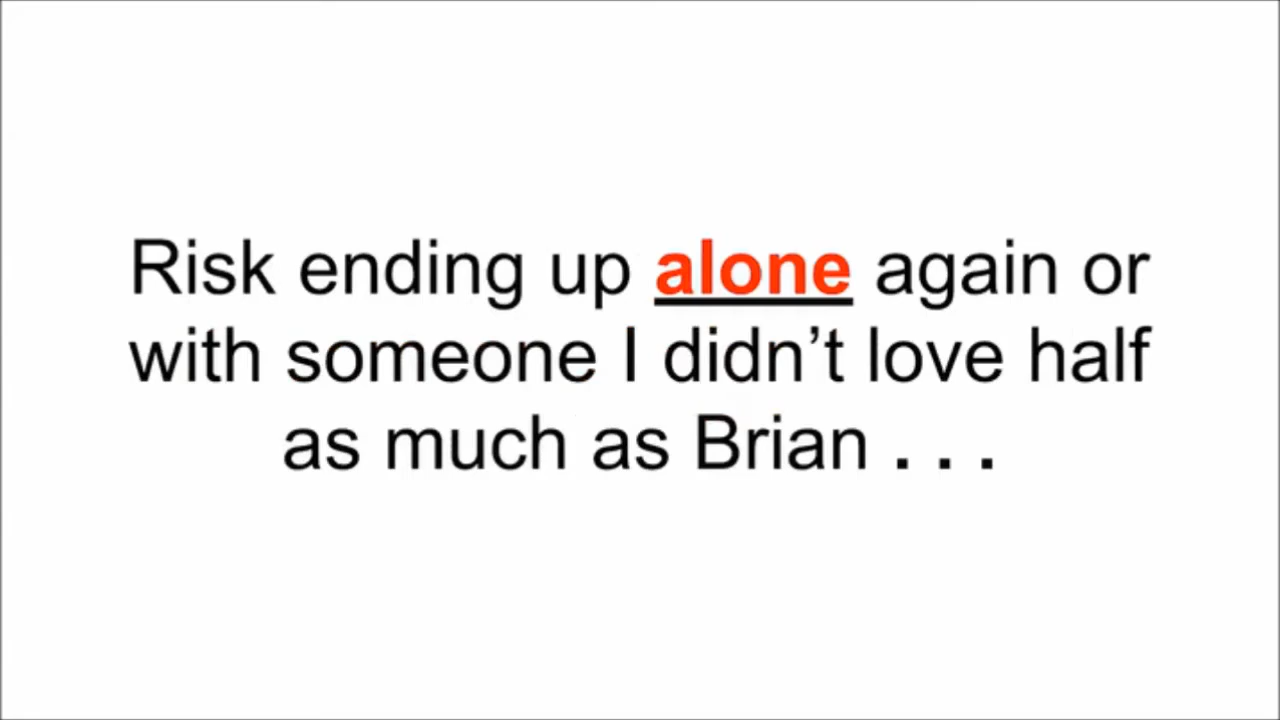 Risk ending up alone again or
with someone I didn’t love half
as much as Brian . . .